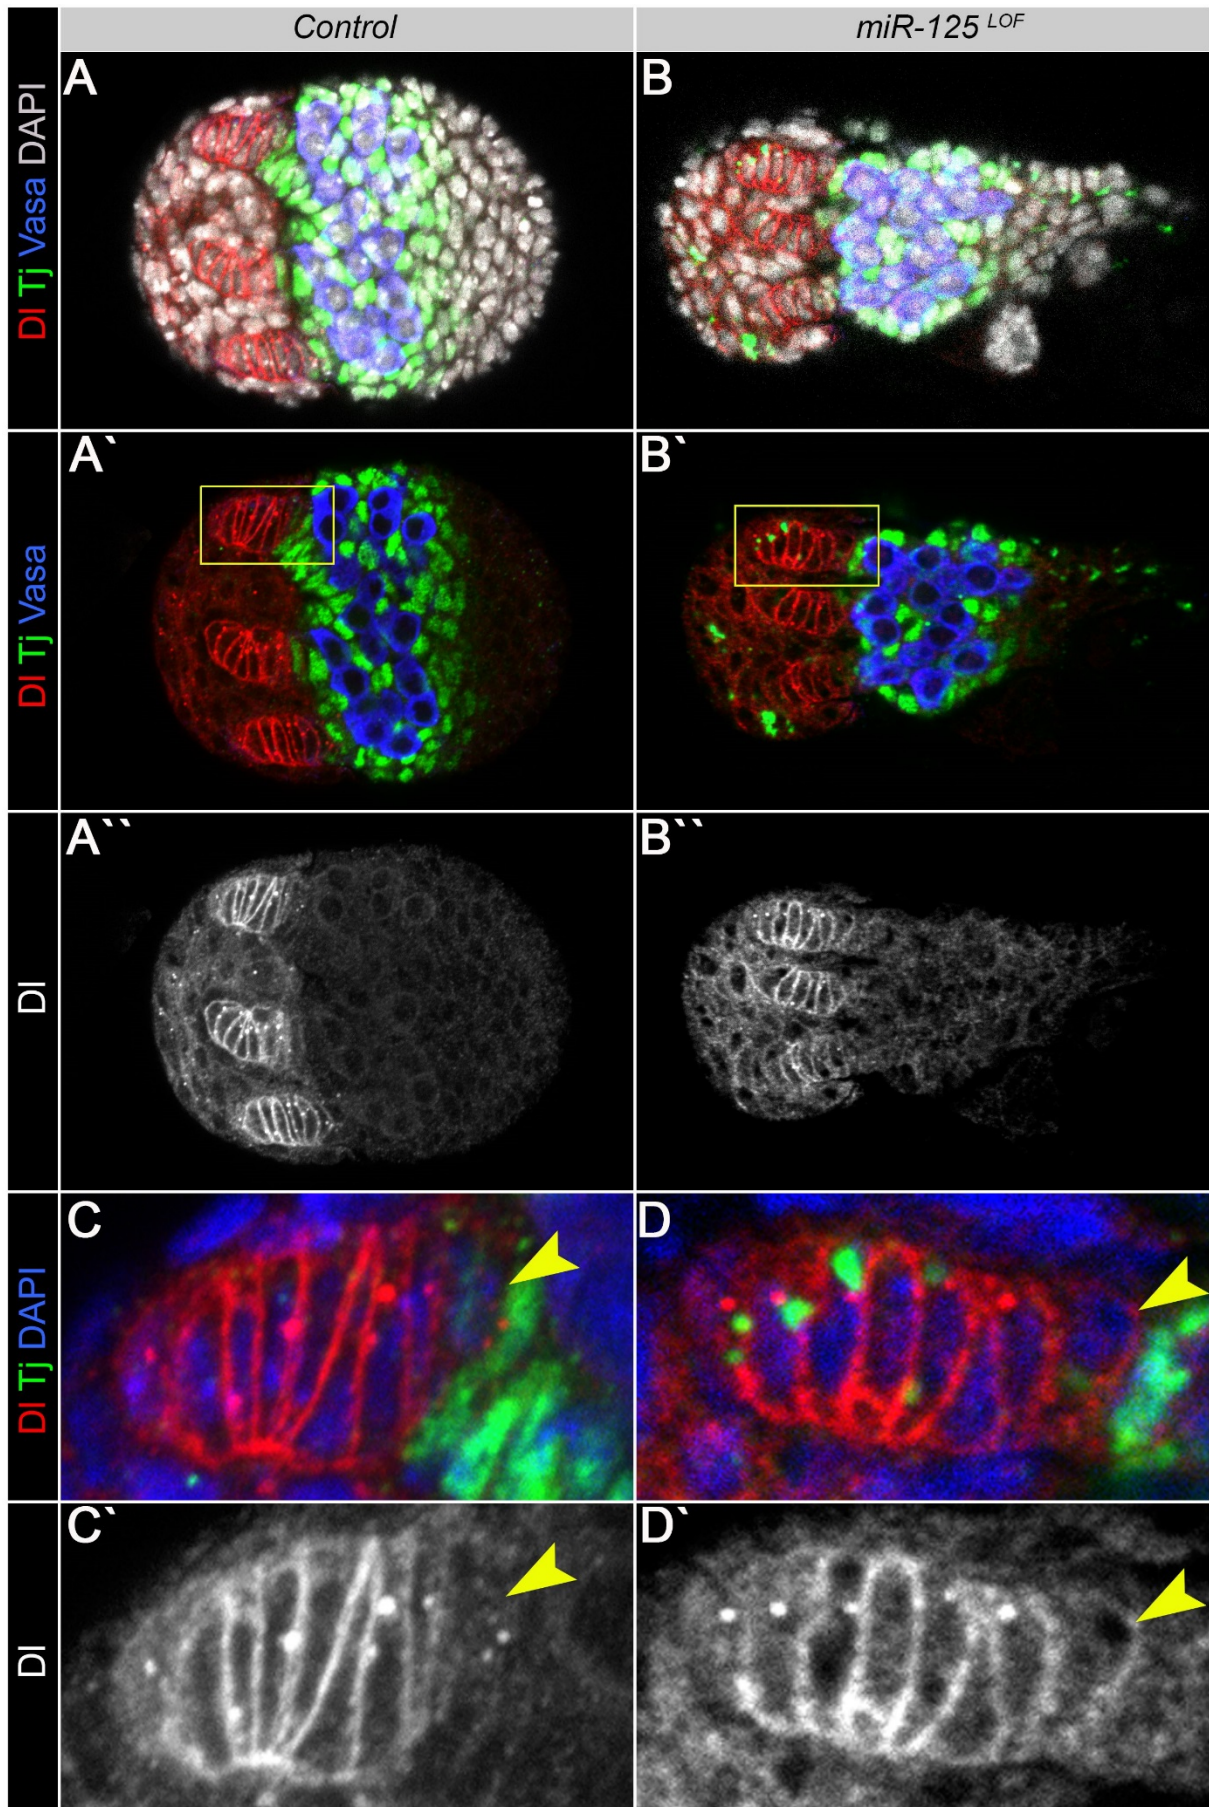 Control
miR-125 LOF
Dl Tj Vasa DAPI
A
B
Dl Tj Vasa
A`
B`
Dl
A``
B``
Dl Tj DAPI
C
D
Dl
C`
D`